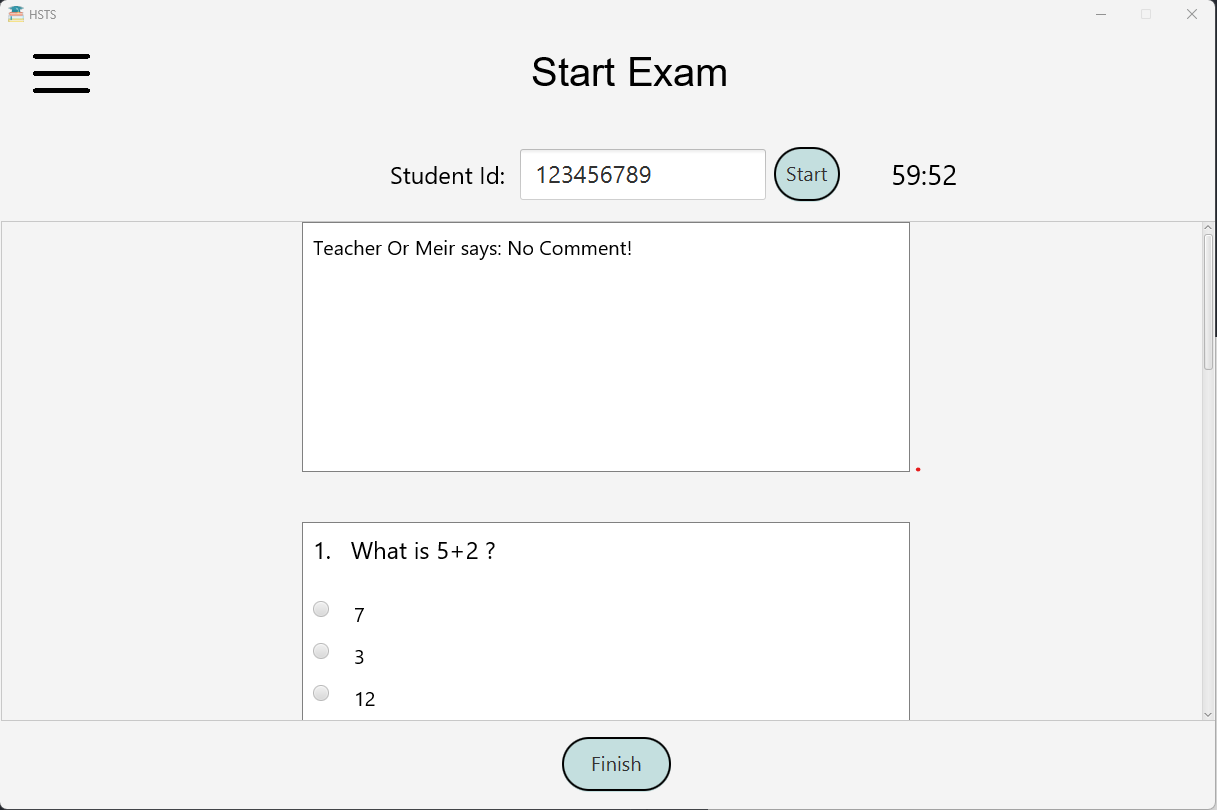 HSTS
Start Exam
Student Id: 123456789 Start 59:52
Teacher Or Meir says: No Comment!
1. What is 5+2 ?
7
3
12
Finish